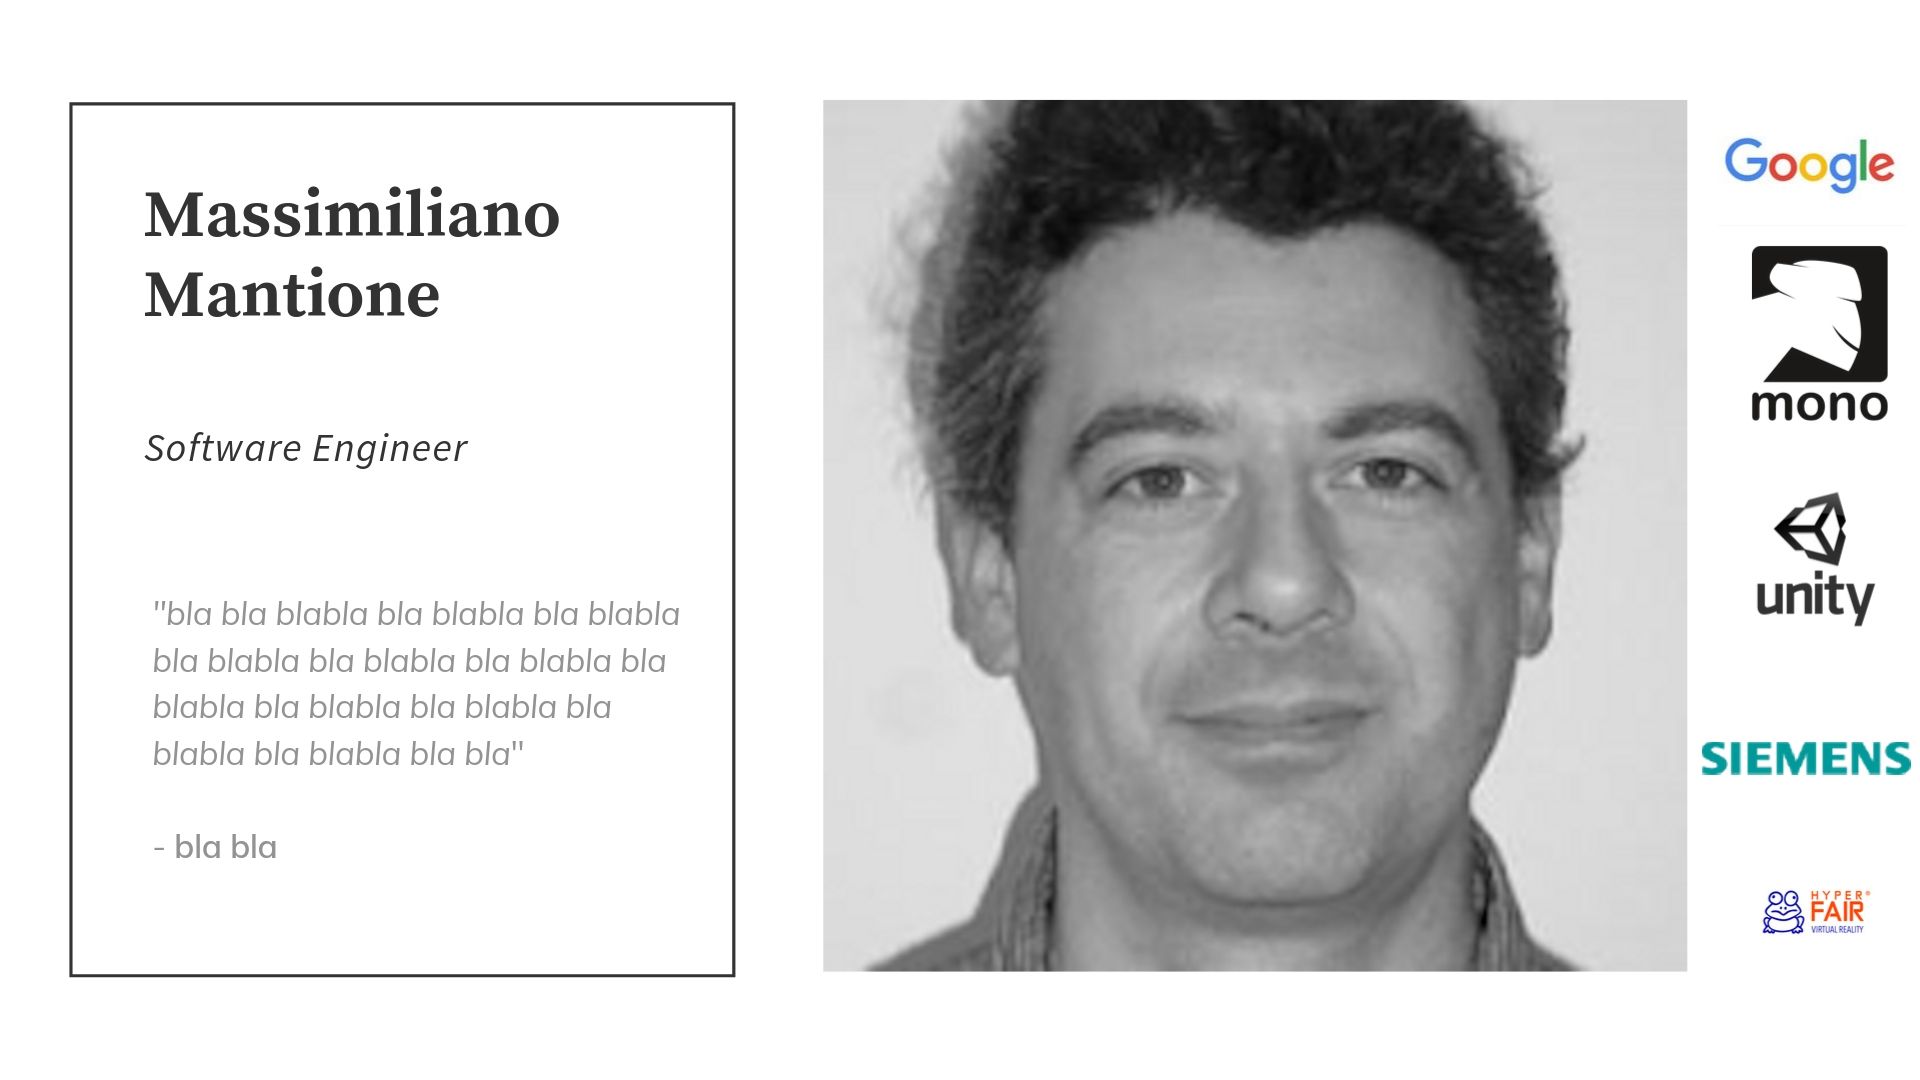 Massimiliano
Mantione
Software Engineer
"bla bla blabla bla blabla bla blabla
bla blabla bla blabla bla blabla bla
blabla bla blabla bla blabla bla
blabla bla blabla bla bla"
- bla bla
Google
mono
unity
SIEMENS
HYPER
FAIR
VIRTUAL REALITY